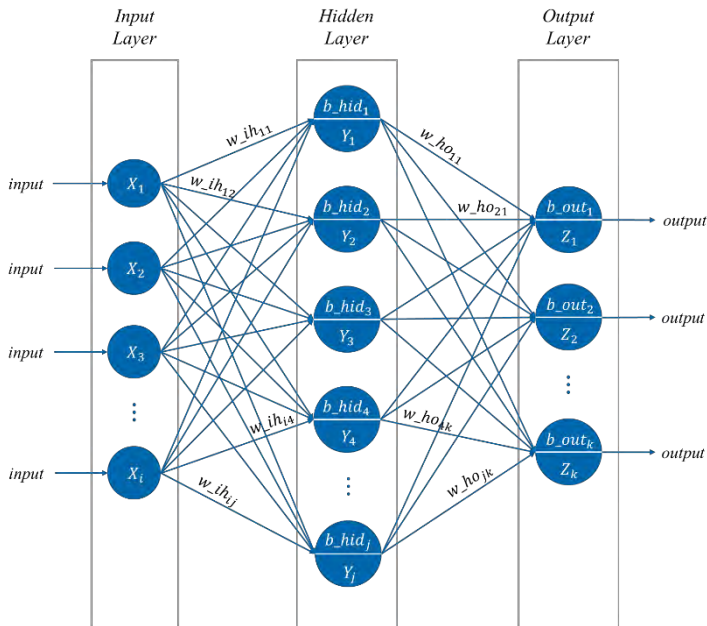 Input
Layer
Hidden
Layer
Output
Layer
input
input
input
input
X₁
X₂
X₃
⋮
Xᵢ
w_ih₁₁
w_ih₁₂
w_ihᵢ₄
w_ihᵢⱼ
b_hid₁
Y₁
b_hid₂
Y₂
b_hid₃
Y₃
b_hid₄
Y₄
⋮
b_hidⱼ
Yⱼ
w_ho₁₁
w_ho₂₁
w_ho₄ₖ
w_hoⱼₖ
b_out₁
Z₁
b_out₂
Z₂
⋮
b_outₖ
Zₖ
output
output
output